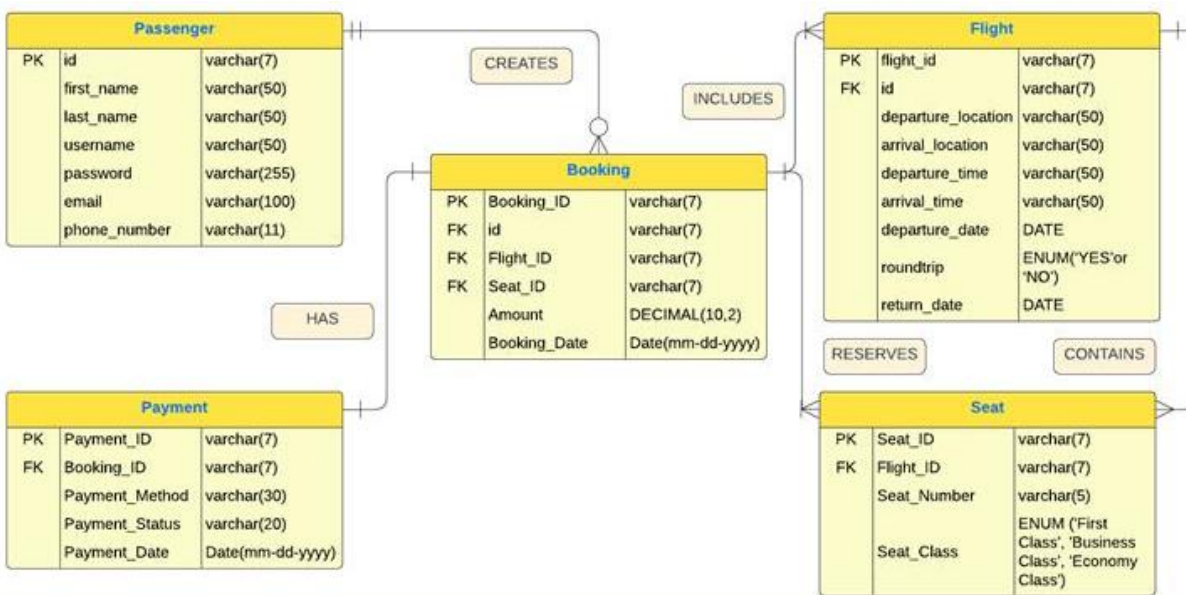 Passenger
PK id varchar(7)
first_name varchar(50)
last_name varchar(50)
username varchar(50)
password varchar(255)
email varchar(100)
phone_number varchar(11)
CREATES
INCLUDES
Flight
PK flight_id varchar(7)
FK id varchar(7)
departure_location varchar(50)
arrival_location varchar(50)
departure_time varchar(50)
arrival_time varchar(50)
departure_date DATE
roundtrip ENUM('YES'or
'NO')
return_date DATE
Booking
PK Booking_ID varchar(7)
FK id varchar(7)
FK Flight_ID varchar(7)
FK Seat_ID varchar(7)
Amount DECIMAL(10,2)
Booking_Date Date(mm-dd-yyyy)
HAS
RESERVES
CONTAINS
Payment
PK Payment_ID varchar(7)
FK Booking_ID varchar(7)
Payment_Method varchar(30)
Payment_Status varchar(20)
Payment_Date Date(mm-dd-yyyy)
Seat
PK Seat_ID varchar(7)
FK Flight_ID varchar(7)
Seat_Number varchar(5)
Seat_Class ENUM ('First
Class', 'Business
Class', 'Economy
Class')